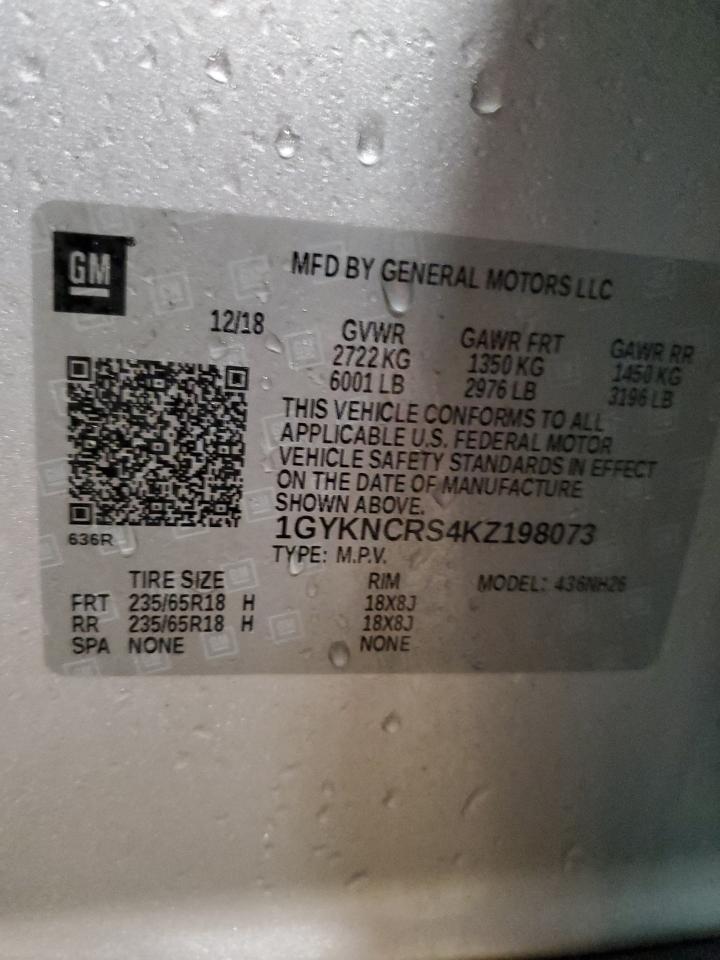 GM
MFD BY GENERAL MOTORS LLC
12/18 GVWR GAWR FRT GAWR RR
2722 KG 1350 KG 1450 KG
6001 LB 2976 LB 3196 LB
THIS VEHICLE CONFORMS TO ALL
APPLICABLE U.S. FEDERAL MOTOR
VEHICLE SAFETY STANDARDS IN EFFECT
ON THE DATE OF MANUFACTURE
SHOWN ABOVE.
636R
1GYKNCRS4KZ198073
TYPE: M.P.V.
TIRE SIZE RIM MODEL: 436NH26
FRT 235/65R18 H 18X8J
RR 235/65R18 H 18X8J
SPA NONE NONE